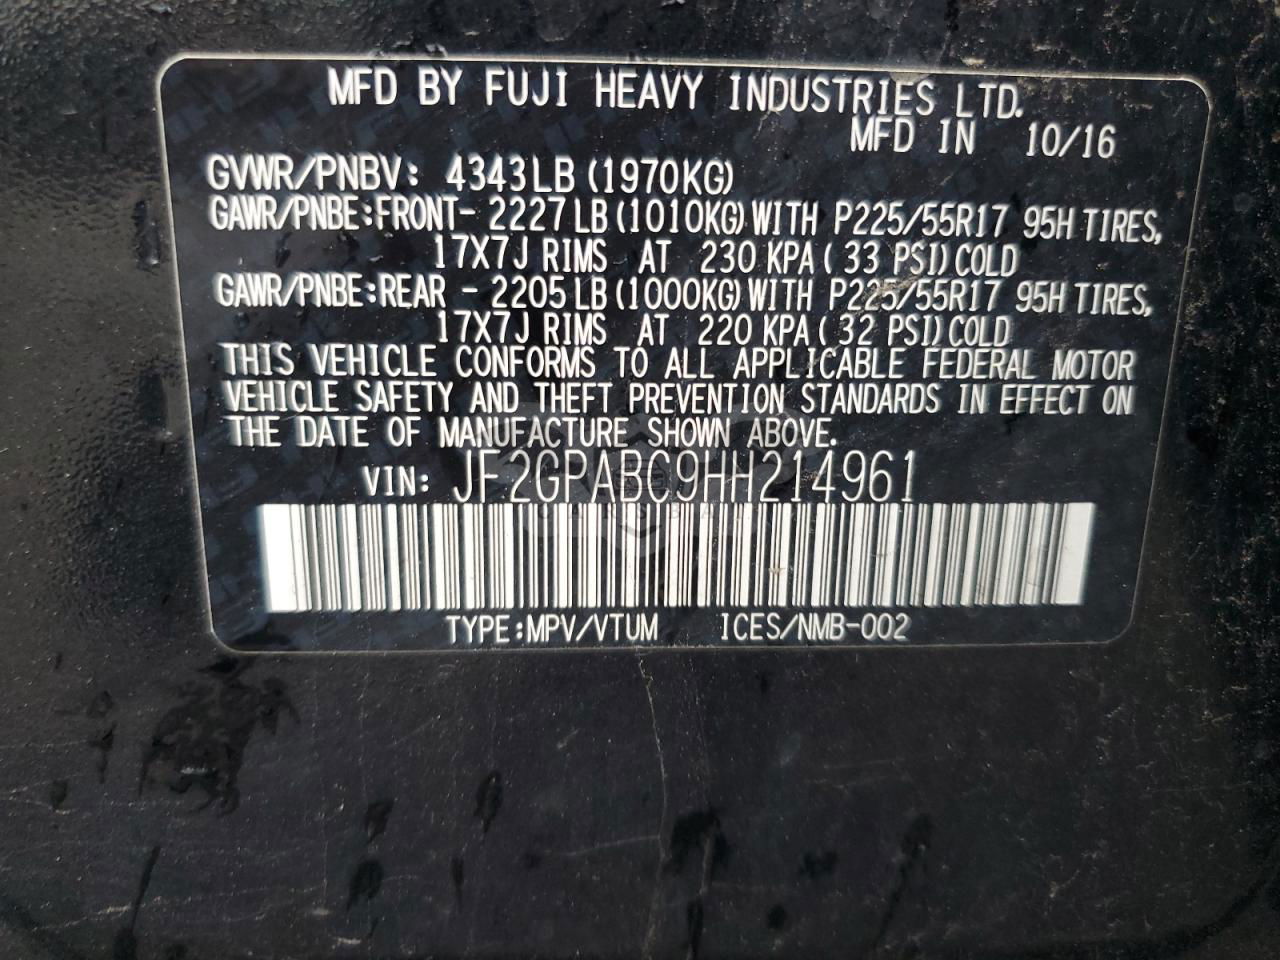 MFD BY FUJI HEAVY INDUSTRIES LTD.
MFD IN 10/16
GVWR/PNBV: 4343LB (1970KG)
GAWR/PNBE:FRONT- 2227LB(1010KG)WITH P225/55R17 95H TIRES,
17X7J RIMS AT 230 KPA( 33 PSI)COLD
GAWR/PNBE:REAR - 2205LB(1000KG)WITH P225/55R17 95H TIRES,
17X7J RIMS AT 220 KPA( 32 PSI)COLD
THIS VEHICLE CONFORMS TO ALL APPLICABLE FEDERAL MOTOR
VEHICLE SAFETY AND THEFT PREVENTION STANDARDS IN EFFECT ON
THE DATE OF MANUFACTURE SHOWN ABOVE.
VIN: JF2GPABC9HH214961
TYPE:MPV/VTUM ICES/NMB-002